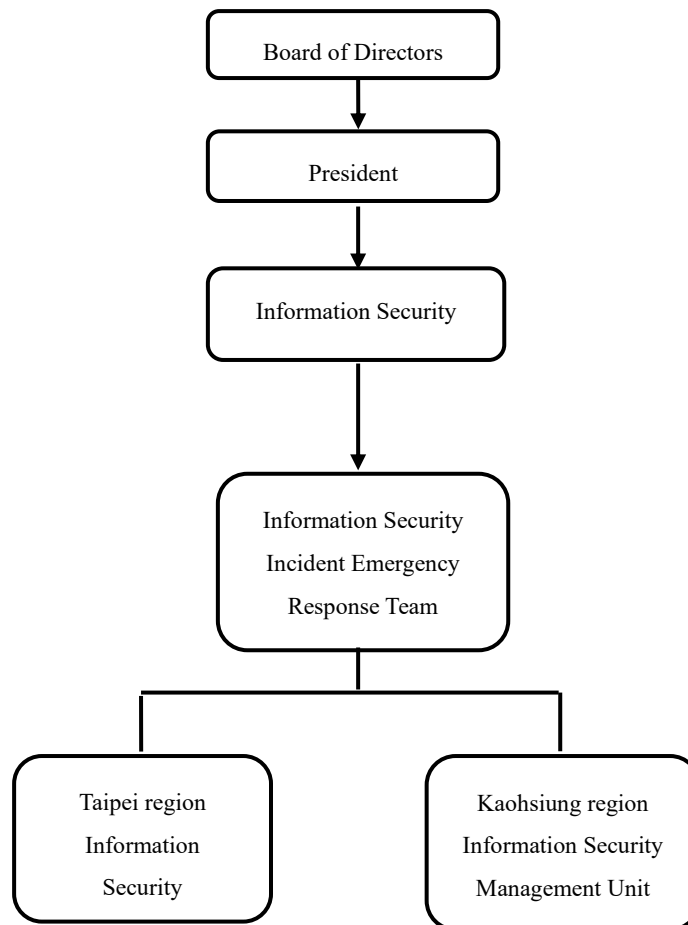 Board of Directors
President
Information Security
Information Security
Incident Emergency
Response Team
Taipei region
Information
Security
Kaohsiung region
Information Security
Management Unit